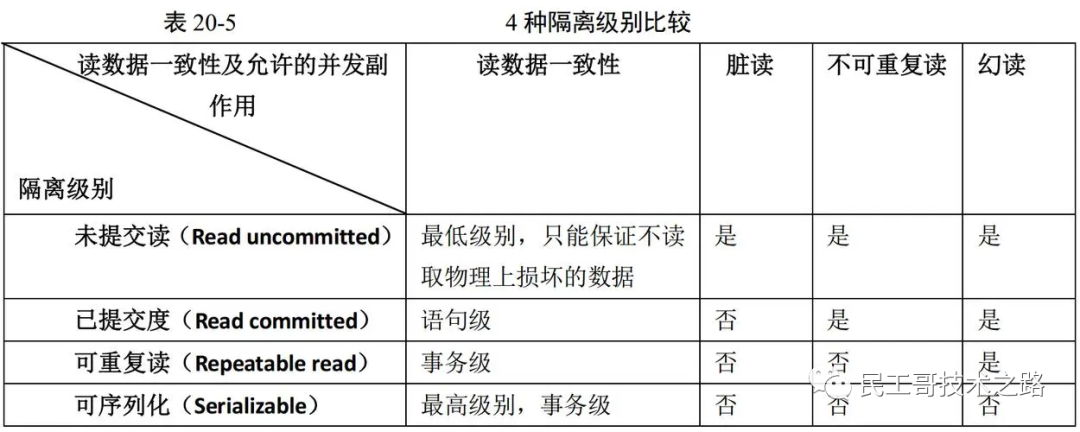 表 20-5 4 种隔离级别比较
读数据一致性及允许的并发副
作用
隔离级别
读数据一致性 脏读 不可重复读 幻读
未提交读（Read uncommitted） 最低级别，只能保证不读 是 是 是
取物理上损坏的数据
已提交度（Read committed） 语句级 否 是 是
可重复读（Repeatable read） 事务级 否 否 是
可序列化（Serializable） 最高级别，事务级 否 否 否
民工哥技术之路